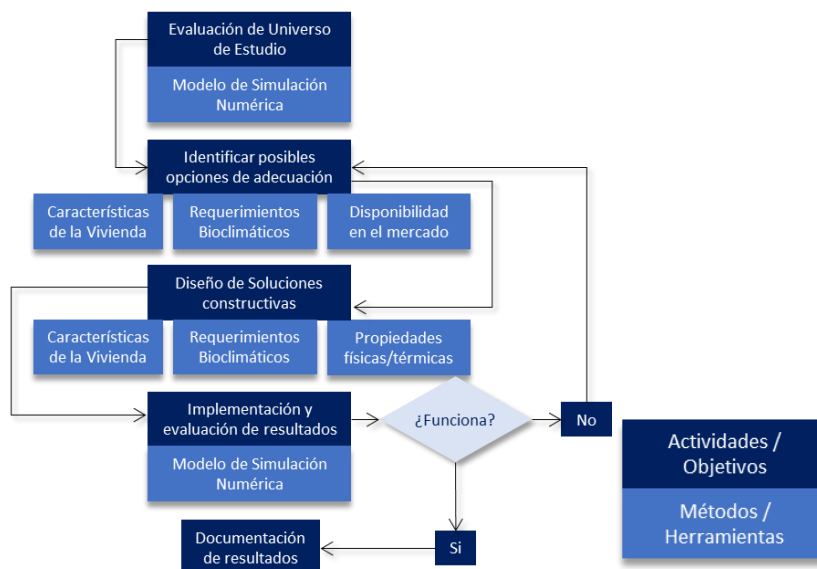 Evaluación de Universo
de Estudio
Modelo de Simulación
Numérica
Identificar posibles
opciones de adecuación
Características
de la Vivienda
Requerimientos
Bioclimáticos
Disponibilidad
en el mercado
Diseño de Soluciones
constructivas
Características
de la Vivienda
Requerimientos
Bioclimáticos
Propiedades
físicas/térmicas
Implementación y
evaluación de resultados
Modelo de Simulación
Numérica
¿Funciona?
No
Si
Documentación
de resultados
Actividades /
Objetivos
Métodos /
Herramientas